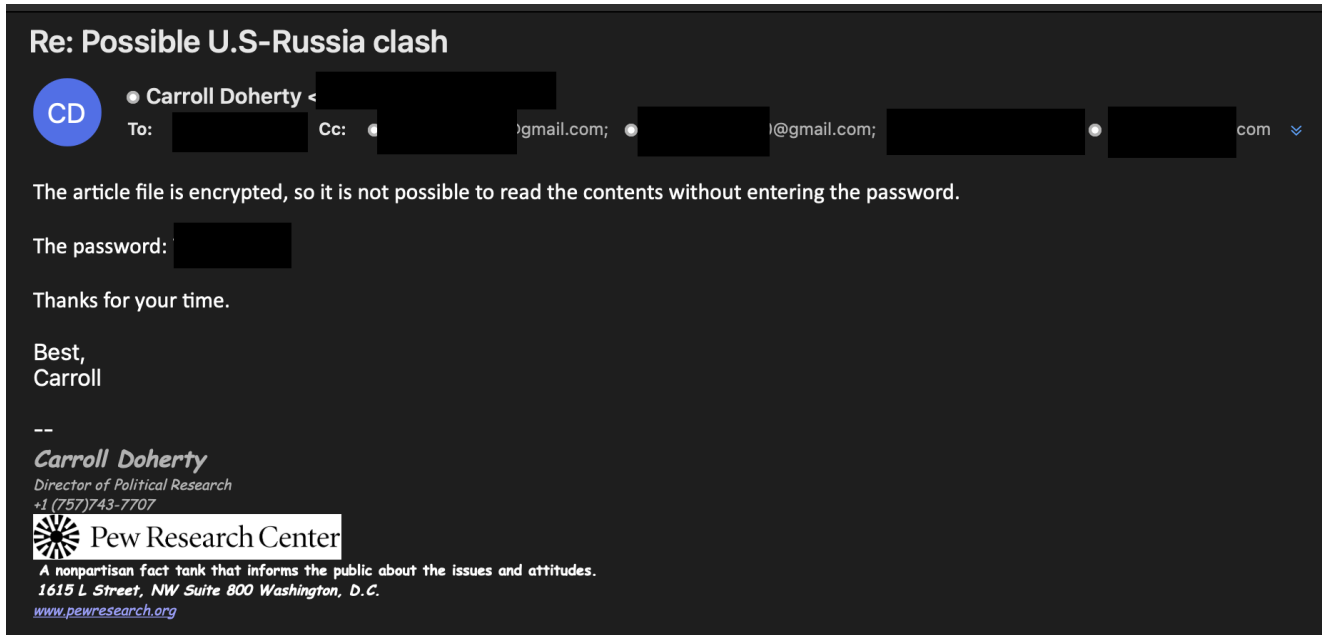 Re: Possible U.S-Russia clash
CD
Carroll Doherty <
To: Cc: @gmail.com; @gmail.com; com
The article file is encrypted, so it is not possible to read the contents without entering the password.
The password:
Thanks for your time.
Best,
Carroll
--
Carroll Doherty
Director of Political Research
+1 (757)743-7707
Pew Research Center
A nonpartisan fact tank that informs the public about the issues and attitudes.
1615 L Street, NW Suite 800 Washington, D.C.
www.pewresearch.org